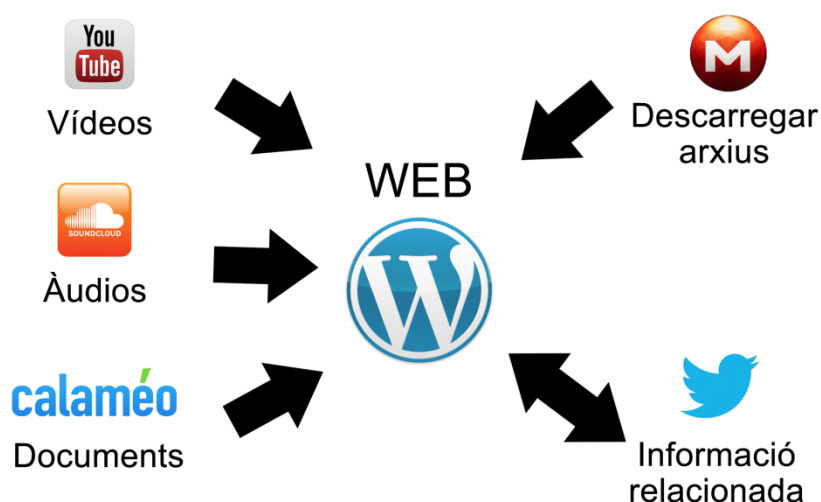 You
Tube
Vídeos
SOUNDCLOUD
Àudios
calaméo
Documents
WEB
W
M
Descarregar
arxius
Informació
relacionada